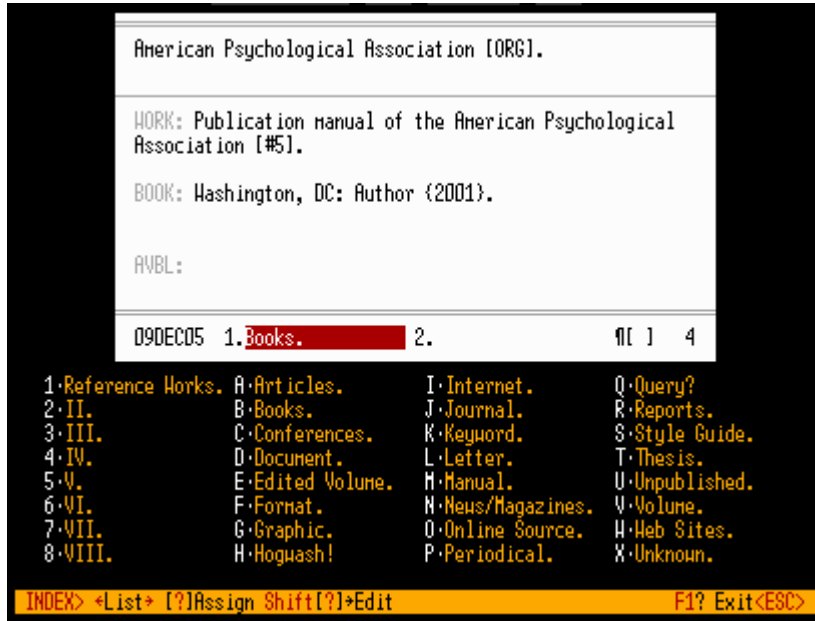 American Psychological Association [ORG].
WORK: Publication manual of the American Psychological
Association [#5].
BOOK: Washington, DC: Author {2001}.
AVBL:
09DEC05 1.Books. 2. ¶[ ] 4
1·Reference Works. A·Articles. I·Internet. Q·Query?
2·II. B·Books. J·Journal. R·Reports.
3·III. C·Conferences. K·Keyword. S·Style Guide.
4·IV. D·Document. L·Letter. T·Thesis.
5·V. E·Edited Volume. M·Manual. U·Unpublished.
6·VI. F·Format. N·News/Magazines. V·Volume.
7·VII. G·Graphic. O·Online Source. W·Web Sites.
8·VIII. H·Hogwash! P·Periodical. X·Unknown.
INDEX> ←List→ [?]Assign Shift[?]→Edit F1? Exit<ESC>